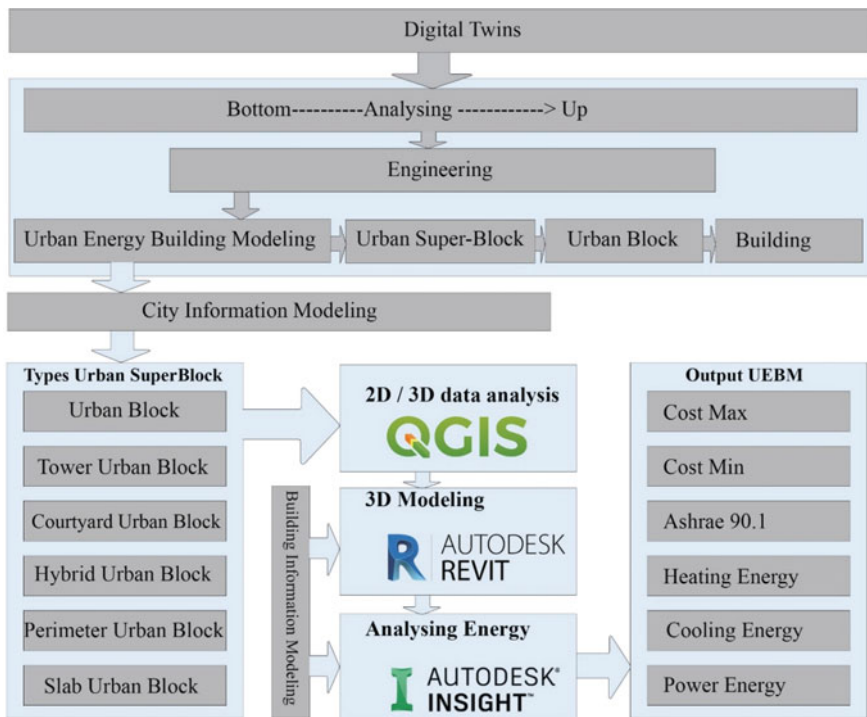 Digital Twins
Bottom----------Analysing ------------> Up
Engineering
Urban Energy Building Modeling
Urban Super-Block
Urban Block
Building
City Information Modeling
Types Urban SuperBlock
Urban Block
Tower Urban Block
Courtyard Urban Block
Hybrid Urban Block
Perimeter Urban Block
Slab Urban Block
2D / 3D data analysis
QGIS
Building Information Modeling
3D Modeling
R AUTODESK
REVIT
Analysing Energy
I AUTODESK®
INSIGHT™
Output UEBM
Cost Max
Cost Min
Ashrae 90.1
Heating Energy
Cooling Energy
Power Energy